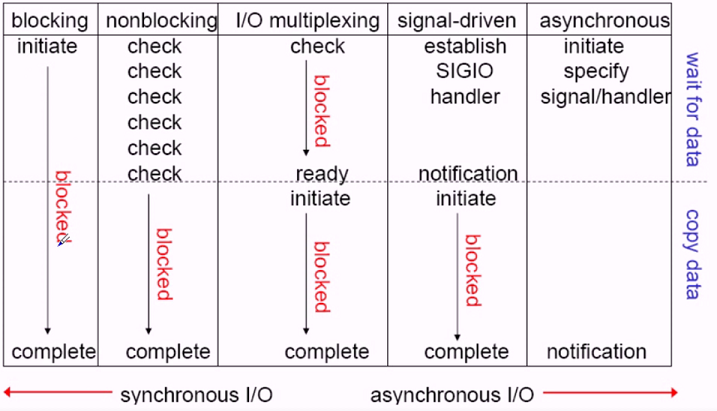 blocking nonblocking I/O multiplexing signal-driven asynchronous
initiate check check establish initiate
check SIGIO specify
check handler signal/handler
check
check
check ready notification
initiate initiate
complete complete complete complete notification
blocked
blocked
blocked
blocked
blocked
wait for data
copy data
synchronous I/O asynchronous I/O